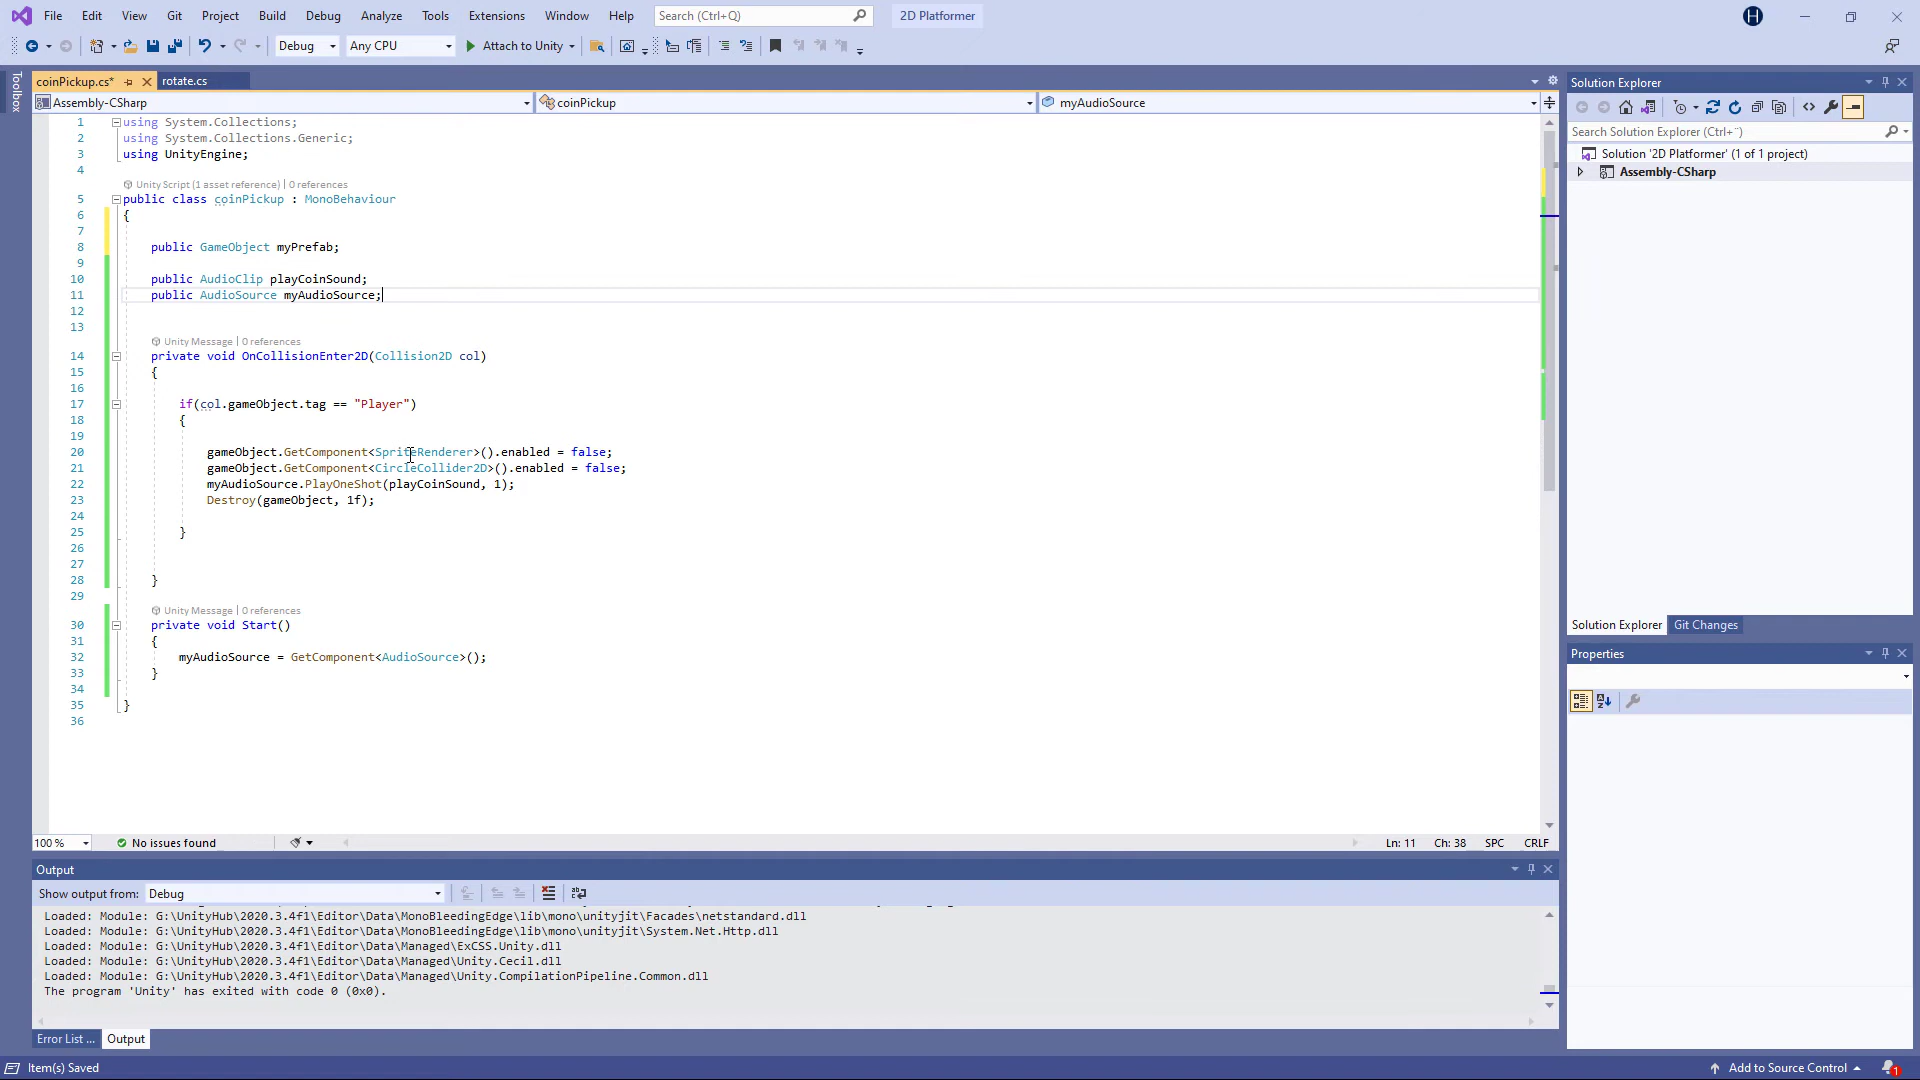 File Edit View Git Project Build Debug Analyze Tools Extensions Window Help Search (Ctrl+Q) 2D Platformer H
Debug Any CPU Attach to Unity
Toolbox
coinPickup.cs* rotate.cs
Assembly-CSharp coinPickup myAudioSource
1 using System.Collections;
2 using System.Collections.Generic;
3 using UnityEngine;
4
Unity Script (1 asset reference) | 0 references
5 public class coinPickup : MonoBehaviour
6 {
7
8 public GameObject myPrefab;
9
10 public AudioClip playCoinSound;
11 public AudioSource myAudioSource;
12
13
Unity Message | 0 references
14 private void OnCollisionEnter2D(Collision2D col)
15 {
16
17 if(col.gameObject.tag == "Player")
18 {
19
20 gameObject.GetComponent<SpriteRenderer>().enabled = false;
21 gameObject.GetComponent<CircleCollider2D>().enabled = false;
22 myAudioSource.PlayOneShot(playCoinSound, 1);
23 Destroy(gameObject, 1f);
24
25 }
26
27
28 }
29
Unity Message | 0 references
30 private void Start()
31 {
32 myAudioSource = GetComponent<AudioSource>();
33 }
34
35 }
36
100 % No issues found Ln: 11 Ch: 38 SPC CRLF
Output
Show output from: Debug
Loaded: Module: G:\UnityHub\2020.3.4f1\Editor\Data\MonoBleedingEdge\lib\mono\unityjit\Facades\netstandard.dll
Loaded: Module: G:\UnityHub\2020.3.4f1\Editor\Data\MonoBleedingEdge\lib\mono\unityjit\System.Net.Http.dll
Loaded: Module: G:\UnityHub\2020.3.4f1\Editor\Data\Managed\ExCSS.Unity.dll
Loaded: Module: G:\UnityHub\2020.3.4f1\Editor\Data\Managed\Unity.Cecil.dll
Loaded: Module: G:\UnityHub\2020.3.4f1\Editor\Data\Managed\Unity.CompilationPipeline.Common.dll
The program 'Unity' has exited with code 0 (0x0).
Error List ... Output
Solution Explorer
Search Solution Explorer (Ctrl+¨)
Solution '2D Platformer' (1 of 1 project)
Assembly-CSharp
Solution Explorer Git Changes
Properties
Item(s) Saved Add to Source Control 1